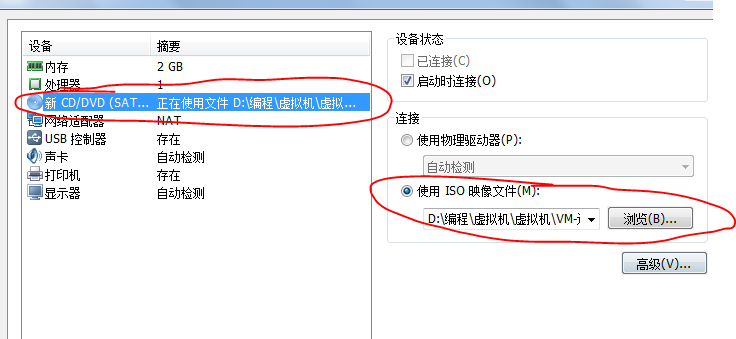 设备 摘要
内存 2 GB
处理器 1
新 CD/DVD (SAT... 正在使用文件 D:\编程\虚拟机\虚拟...
网络适配器 NAT
USB 控制器 存在
声卡 自动检测
打印机 存在
显示器 自动检测
设备状态
已连接(C)
启动时连接(O)
连接
使用物理驱动器(P):
自动检测
使用 ISO 映像文件(M):
D:\编程\虚拟机\虚拟机\VM- 浏览(B)...
高级(V)...